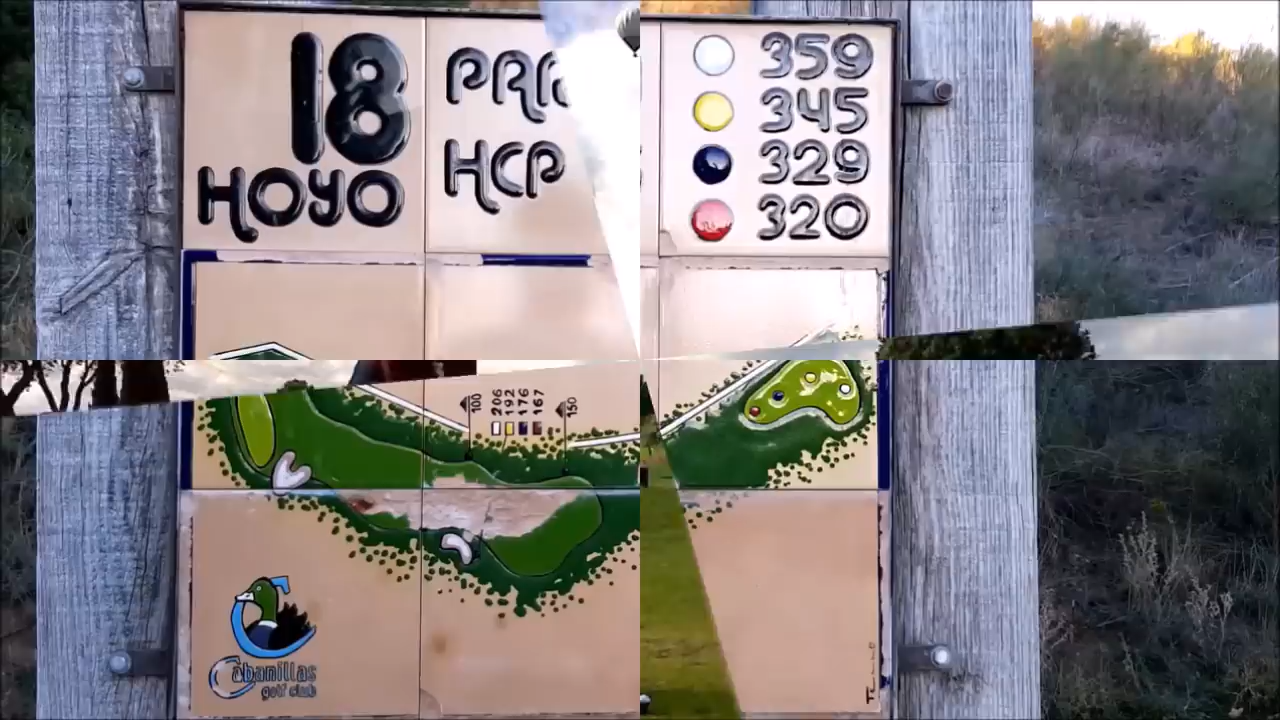 18
HOYO
HCP
359
345
329
320
100
206
192
176
167
150
Cabanillas
golf club